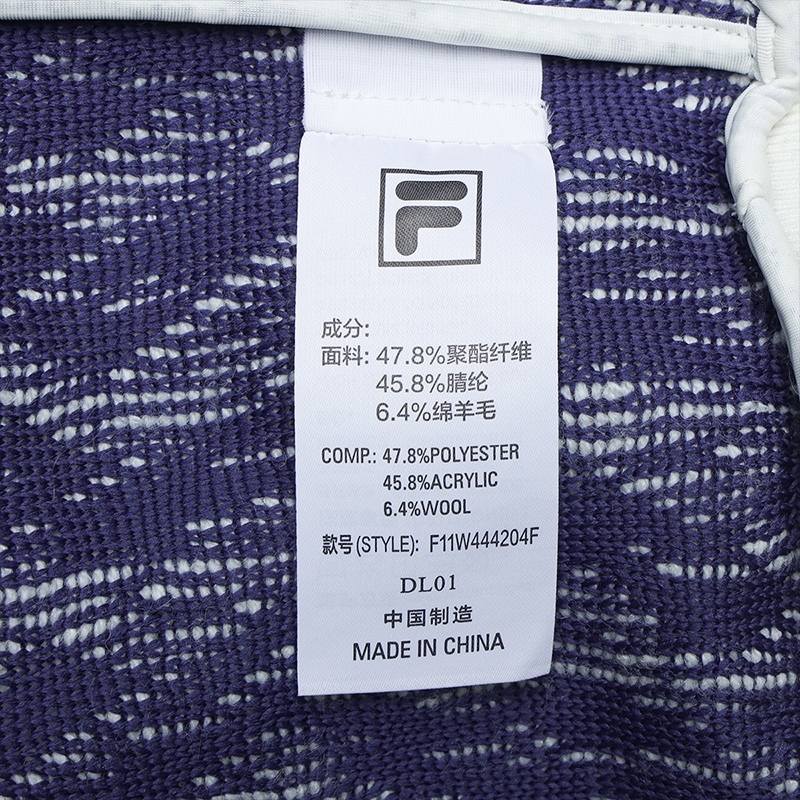 F
成分:
面料: 47.8%聚酯纤维
45.8%腈纶
6.4%绵羊毛
COMP.: 47.8%POLYESTER
45.8%ACRYLIC
6.4%WOOL
款号(STYLE): F11W444204F
DL01
中国制造
MADE IN CHINA